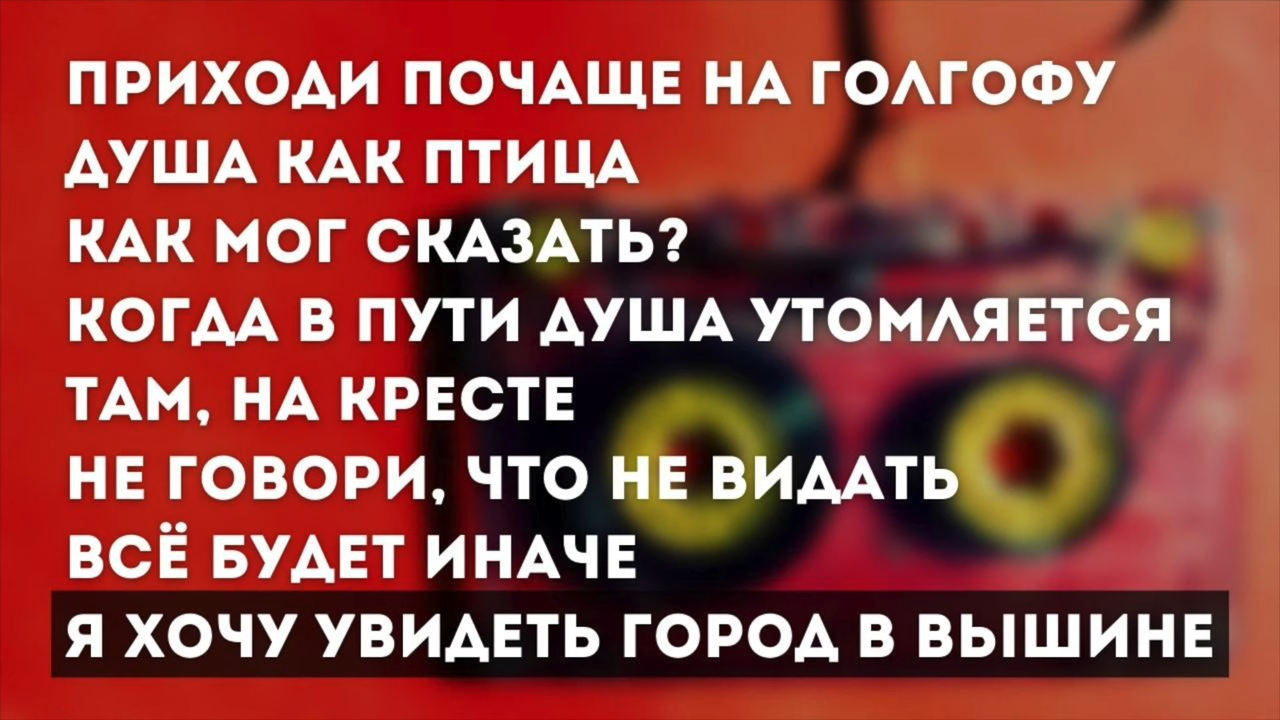 ПРИХОДИ ПОЧАЩЕ НА ГОЛГОФУ
ДУША КАК ПТИЦА
КАК МОГ СКАЗАТЬ?
КОГДА В ПУТИ ДУША УТОМЛЯЕТСЯ
ТАМ, НА КРЕСТЕ
НЕ ГОВОРИ, ЧТО НЕ ВИДАТЬ
ВСЁ БУДЕТ ИНАЧЕ
Я ХОЧУ УВИДЕТЬ ГОРОД В ВЫШИНЕ